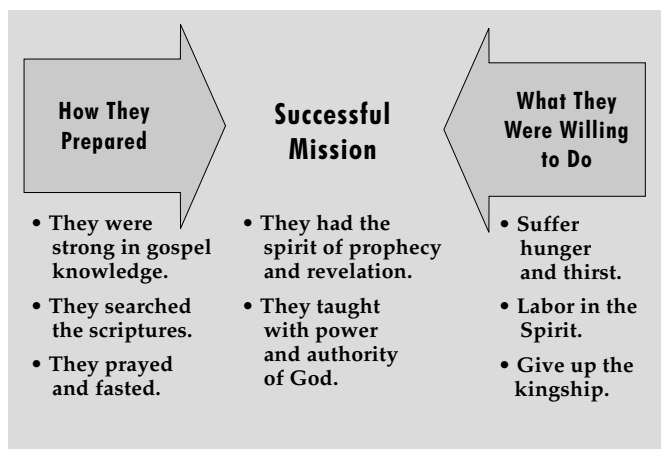 How They
Prepared
Successful
Mission
What They
Were Willing
to Do
• They were
strong in gospel
knowledge.
• They searched
the scriptures.
• They prayed
and fasted.
• They had the
spirit of prophecy
and revelation.
• They taught
with power
and authority
of God.
• Suffer
hunger
and thirst.
• Labor in the
Spirit.
• Give up the
kingship.